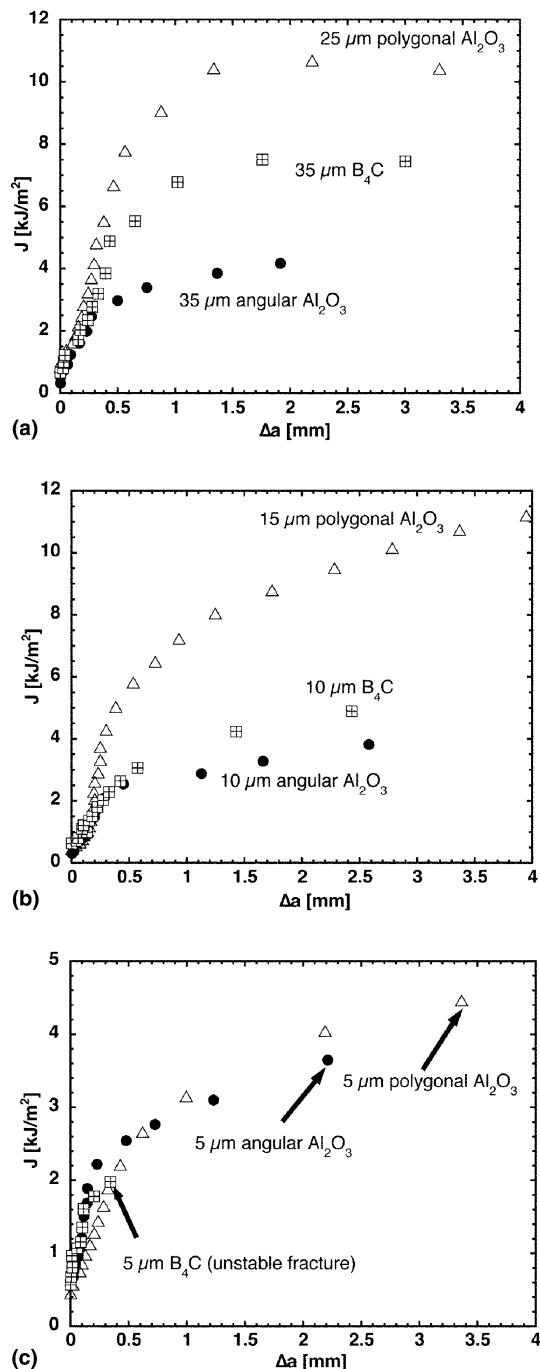 25 µm polygonal Al₂O₃
12
10
8
6
4
2
0
J [kJ/m²]
35 µm B₄C
35 µm angular Al₂O₃
0 0.5 1 1.5 2 2.5 3 3.5 4
Δa [mm]
(a)
12
10
8
6
4
2
0
J [kJ/m²]
15 µm polygonal Al₂O₃
10 µm B₄C
10 µm angular Al₂O₃
0 0.5 1 1.5 2 2.5 3 3.5 4
Δa [mm]
(b)
5
4
3
2
1
0
J [kJ/m²]
5 µm polygonal Al₂O₃
5 µm angular Al₂O₃
5 µm B₄C (unstable fracture)
0 0.5 1 1.5 2 2.5 3 3.5 4
Δa [mm]
(c)